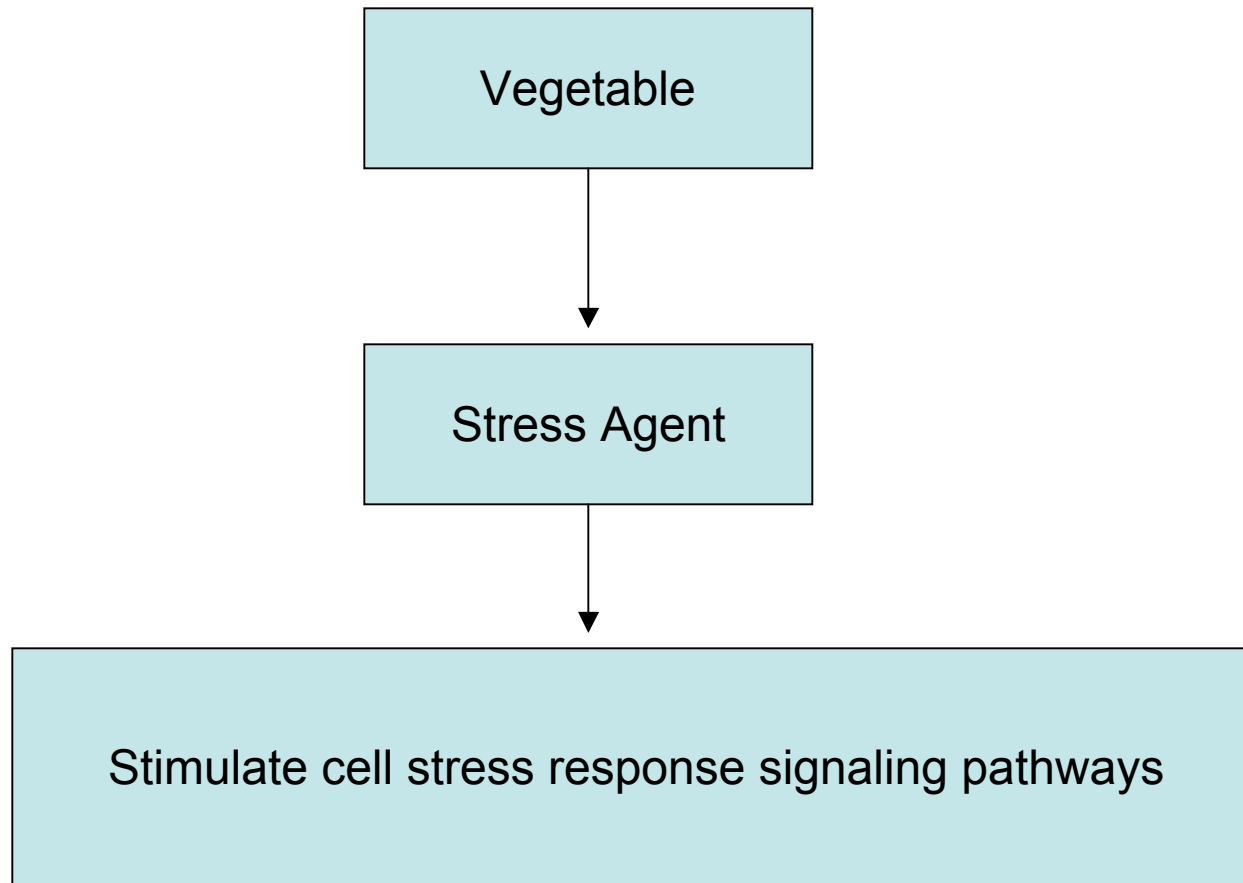 Vegetable
Stress Agent
Stimulate cell stress response signaling pathways